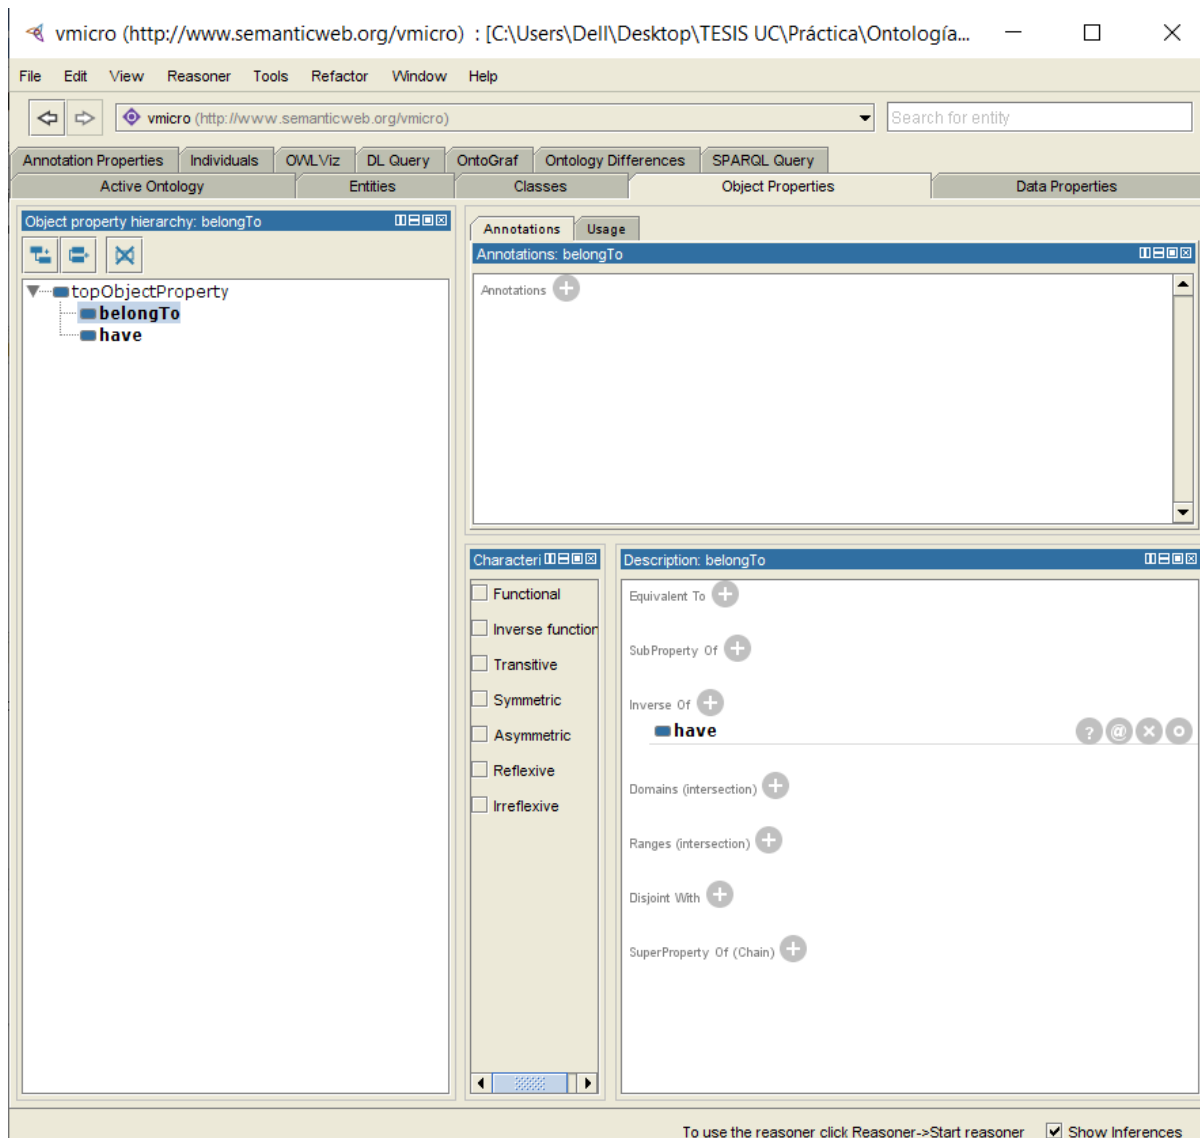 vmicro (http://www.semanticweb.org/vmicro) : [C:\Users\Dell\Desktop\TESIS UC\Práctica\Ontología...
File Edit View Reasoner Tools Refactor Window Help
vmicro (http://www.semanticweb.org/vmicro) Search for entity
Annotation Properties Individuals OWLViz DL Query OntoGraf Ontology Differences SPARQL Query
Active Ontology Entities Classes Object Properties Data Properties
Object property hierarchy: belongTo
topObjectProperty
belongTo
have
Annotations Usage
Annotations: belongTo
Annotations
Characteri
Functional
Inverse function
Transitive
Symmetric
Asymmetric
Reflexive
Irreflexive
Description: belongTo
Equivalent To
SubProperty Of
Inverse Of
have
? @
Domains (intersection)
Ranges (intersection)
Disjoint With
SuperProperty Of (Chain)
To use the reasoner click Reasoner->Start reasoner Show Inferences